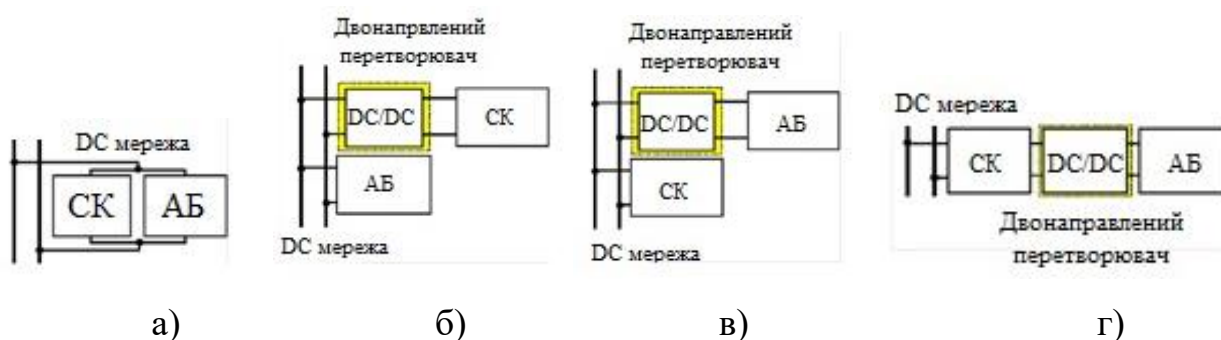 DC мережа
СК
АБ
а)
Двонапрвлений
перетворювач
DC/DC
СК
АБ
DC мережа
б)
Двонаправлений
перетворювач
DC/DC
АБ
СК
DC мережа
в)
DC мережа
СК
DC/DC
АБ
Двонаправлений
перетворювач
г)